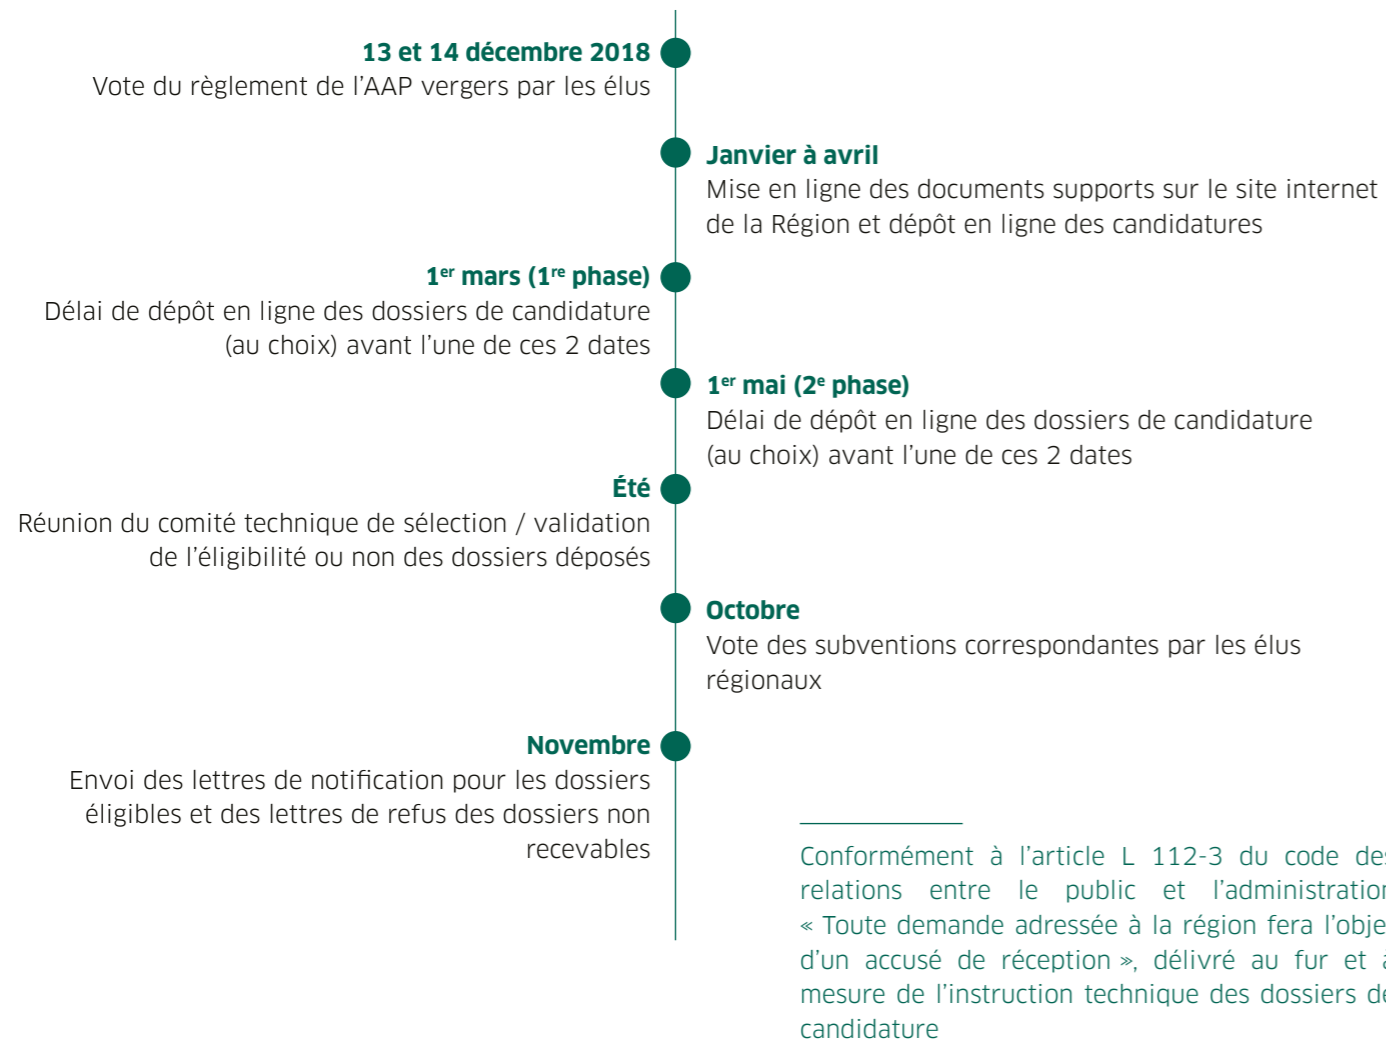 13 et 14 décembre 2018
Vote du règlement de l’AAP vergers par les élus
Janvier à avril
Mise en ligne des documents supports sur le site internet
de la Région et dépôt en ligne des candidatures
1er mars (1re phase)
Délai de dépôt en ligne des dossiers de candidature
(au choix) avant l’une de ces 2 dates
1er mai (2e phase)
Délai de dépôt en ligne des dossiers de candidature
(au choix) avant l’une de ces 2 dates
Été
Réunion du comité technique de sélection / validation
de l’éligibilité ou non des dossiers déposés
Octobre
Vote des subventions correspondantes par les élus
régionaux
Novembre
Envoi des lettres de notification pour les dossiers
éligibles et des lettres de refus des dossiers non
recevables
Conformément à l’article L 112-3 du code des
relations entre le public et l’administration
« Toute demande adressée à la région fera l’obje
d’un accusé de réception », délivré au fur et à
mesure de l’instruction technique des dossiers de
candidature